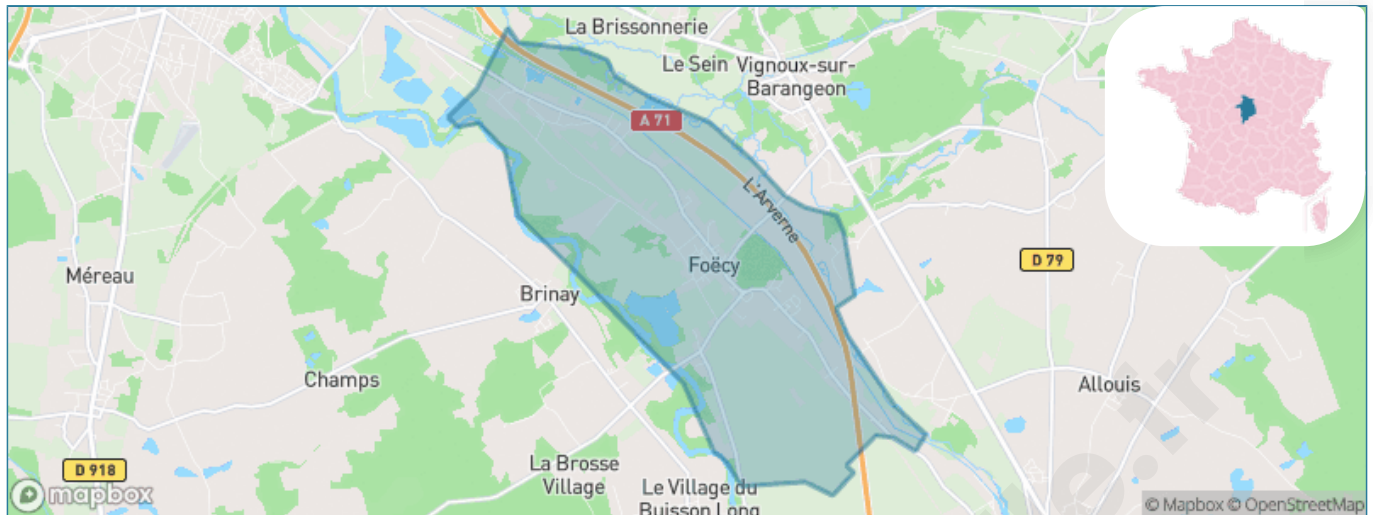 La Brissonnerie
Le Sein
Vignoux-sur-
Barangeon
A 71
L'Arverne
Foëcy
D 79
Méreau
Brinay
Champs
Allouis
La Brosse
Village
Le Village du
Buisson Long
D 918
mapbox
© Mapbox © OpenStreetMap